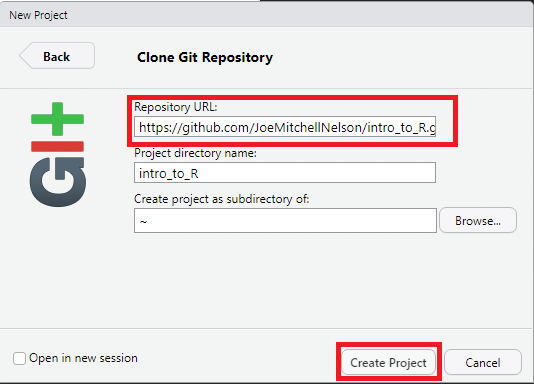 New Project
Back
Clone Git Repository
GIt
Repository URL:
https://github.com/JoeMitchellNelson/intro_to_R.g
Project directory name:
intro_to_R
Create project as subdirectory of:
~
Browse...
Open in new session
Create Project
Cancel